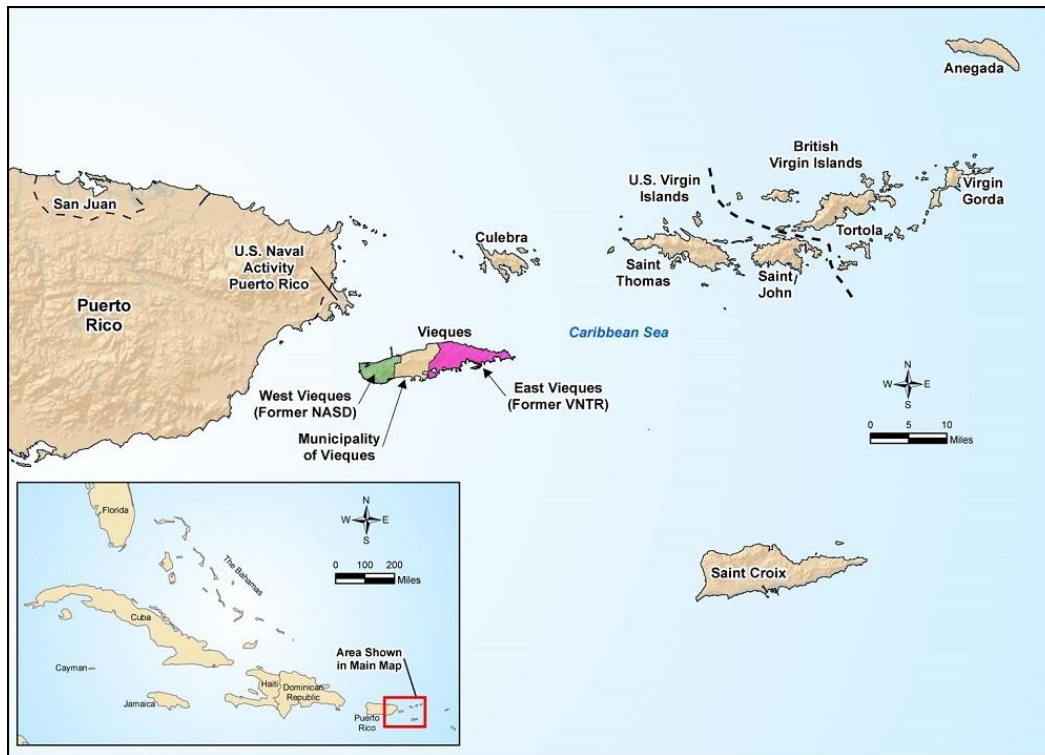 Anegada
British
Virgin Islands
U.S. Virgin
Islands
Virgin
Gorda
San Juan
Tortola
Culebra
U.S. Naval
Activity
Puerto Rico
Saint
Thomas
Saint
John
Puerto
Rico
Vieques
Caribbean Sea
West Vieques
(Former NASD)
East Vieques
(Former VNTR)
Municipality
of Vieques
N
W E
S
0 5 10
Miles
Saint Croix
Florida
N
W E
S
The Bahamas
0 100 200
Miles
Cuba
Area Shown
in Main Map
Cayman
Haiti
Dominican
Republic
Jamaica
Puerto
Rico